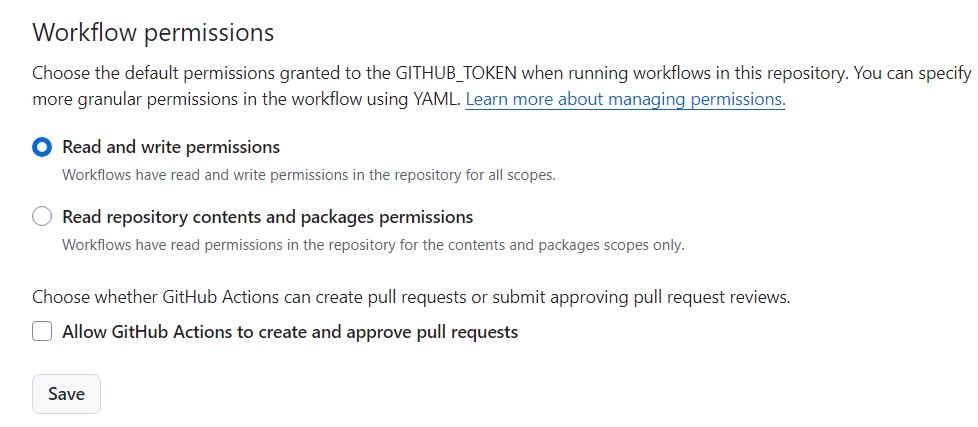 Workflow permissions
Choose the default permissions granted to the GITHUB_TOKEN when running workflows in this repository. You can specify
more granular permissions in the workflow using YAML. Learn more about managing permissions.
Read and write permissions
Workflows have read and write permissions in the repository for all scopes.
Read repository contents and packages permissions
Workflows have read permissions in the repository for the contents and packages scopes only.
Choose whether GitHub Actions can create pull requests or submit approving pull request reviews.
Allow GitHub Actions to create and approve pull requests
Save